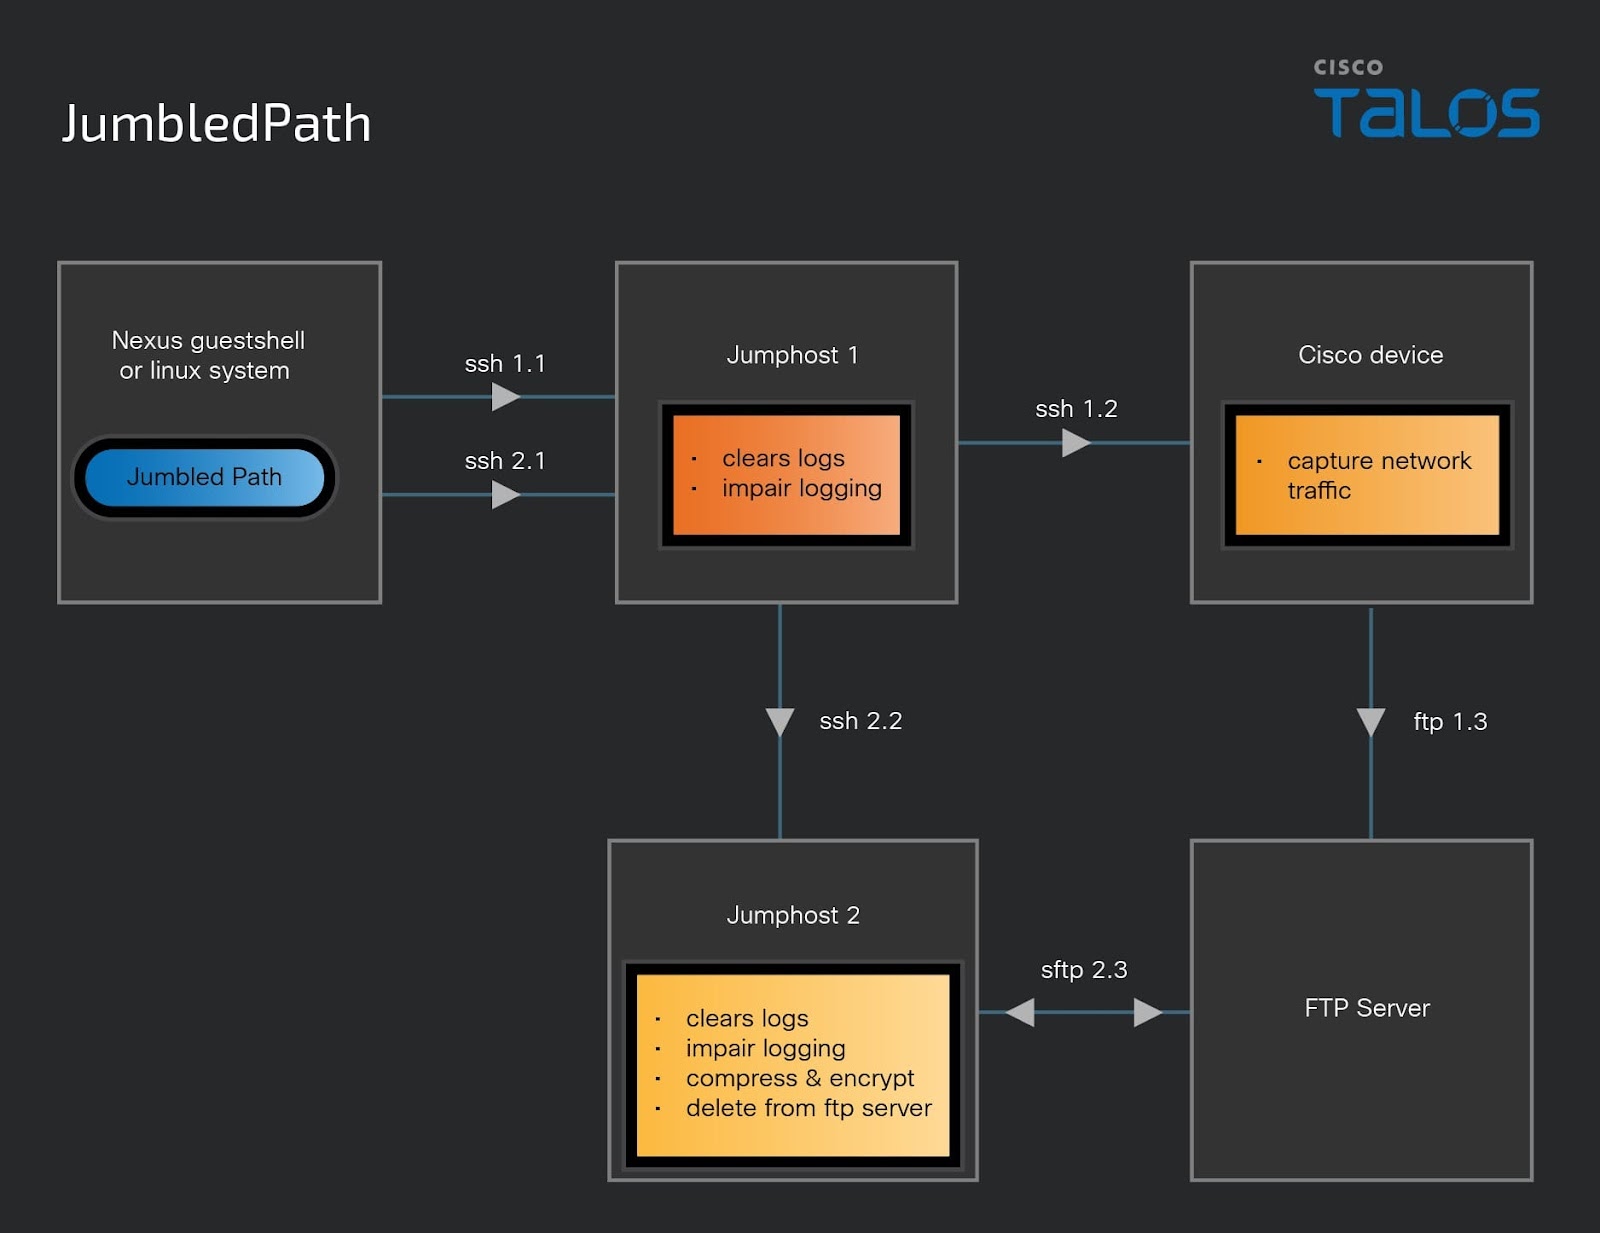 CISCO
TALOS
JumbledPath
Nexus guestshell
or linux system
Jumbled Path
ssh 1.1
ssh 2.1
Jumphost 1
· clears logs
· impair logging
ssh 1.2
Cisco device
· capture network
traffic
ssh 2.2
ftp 1.3
Jumphost 2
· clears logs
· impair logging
· compress & encrypt
· delete from ftp server
sftp 2.3
FTP Server